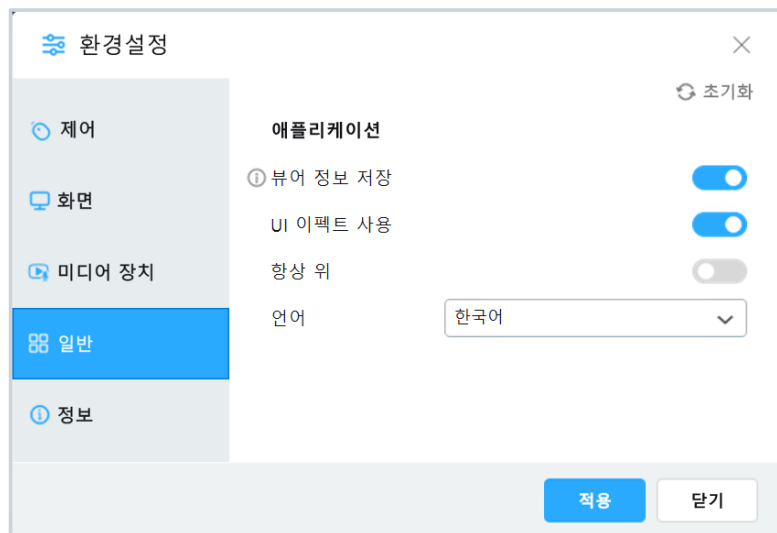 환경설정
초기화
제어
화면
미디어 장치
일반
정보
애플리케이션
뷰어 정보 저장
UI 이펙트 사용
항상 위
언어
한국어
적용
닫기